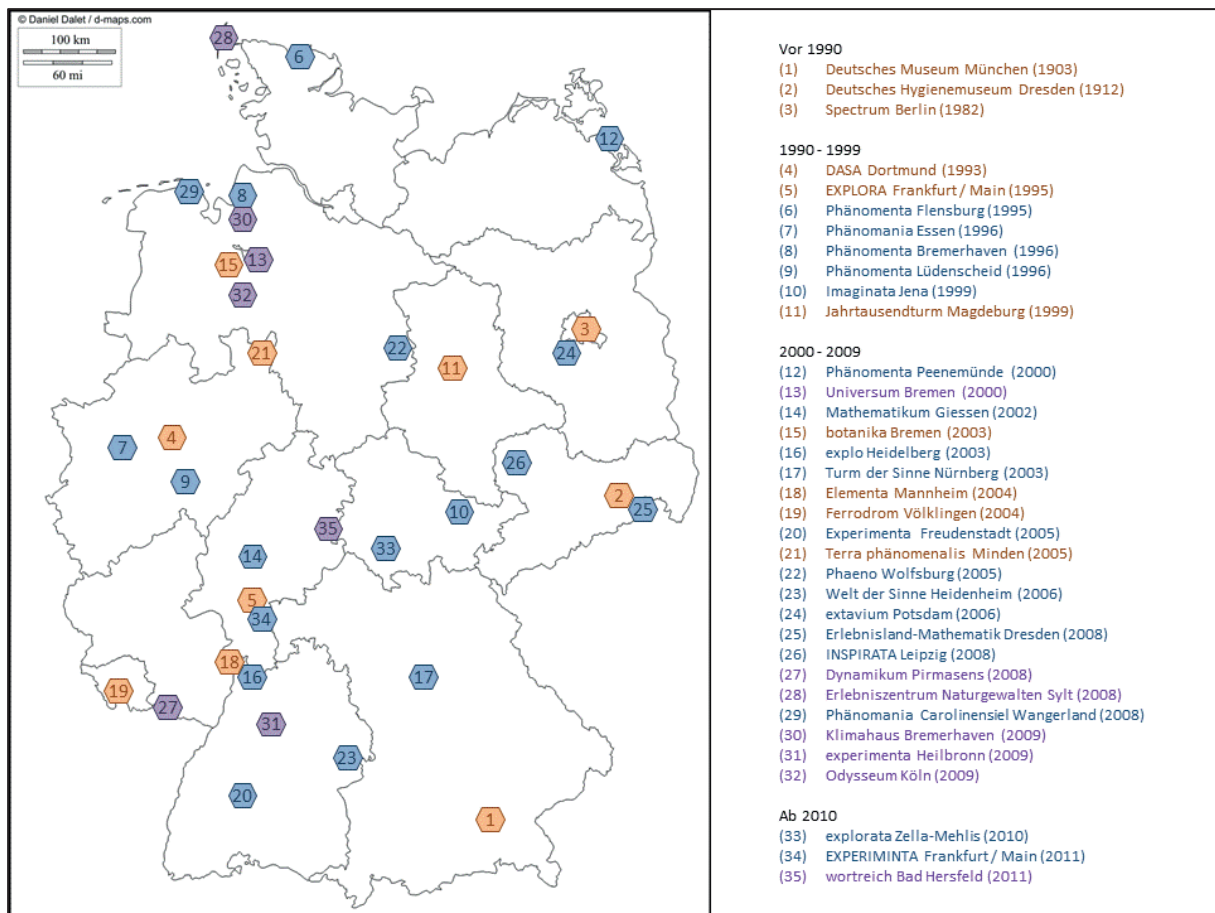 © Daniel Dalet / d-maps.com
100 km
60 mi
28
6
12
29
8
30
13
15
32
3
21
22
24
11
4
7
26
9
2
25
10
35
33
14
5
34
18
16
17
19
27
31
23
20
1
Vor 1990
(1) Deutsches Museum München (1903)
(2) Deutsches Hygienemuseum Dresden (1912)
(3) Spectrum Berlin (1982)
1990 - 1999
(4) DASA Dortmund (1993)
(5) EXPLORA Frankfurt / Main (1995)
(6) Phänomenta Flensburg (1995)
(7) Phänomania Essen (1996)
(8) Phänomenta Bremerhaven (1996)
(9) Phänomenta Lüdenscheid (1996)
(10) Imaginata Jena (1999)
(11) Jahrtausendturm Magdeburg (1999)
2000 - 2009
(12) Phänomenta Peenemünde (2000)
(13) Universum Bremen (2000)
(14) Mathematikum Giessen (2002)
(15) botanika Bremen (2003)
(16) explo Heidelberg (2003)
(17) Turm der Sinne Nürnberg (2003)
(18) Elementa Mannheim (2004)
(19) Ferrodrom Völklingen (2004)
(20) Experimenta Freudenstadt (2005)
(21) Terra phänomenalis Minden (2005)
(22) Phaeno Wolfsburg (2005)
(23) Welt der Sinne Heidenheim (2006)
(24) extavium Potsdam (2006)
(25) Erlebnisland-Mathematik Dresden (2008)
(26) INSPIRATA Leipzig (2008)
(27) Dynamikum Pirmasens (2008)
(28) Erlebniszentrum Naturgewalten Sylt (2008)
(29) Phänomania Carolinensiel Wangerland (2008)
(30) Klimahaus Bremerhaven (2009)
(31) experimenta Heilbronn (2009)
(32) Odysseum Köln (2009)
Ab 2010
(33) explorata Zella-Mehlis (2010)
(34) EXPERIMINTA Frankfurt / Main (2011)
(35) wortreich Bad Hersfeld (2011)